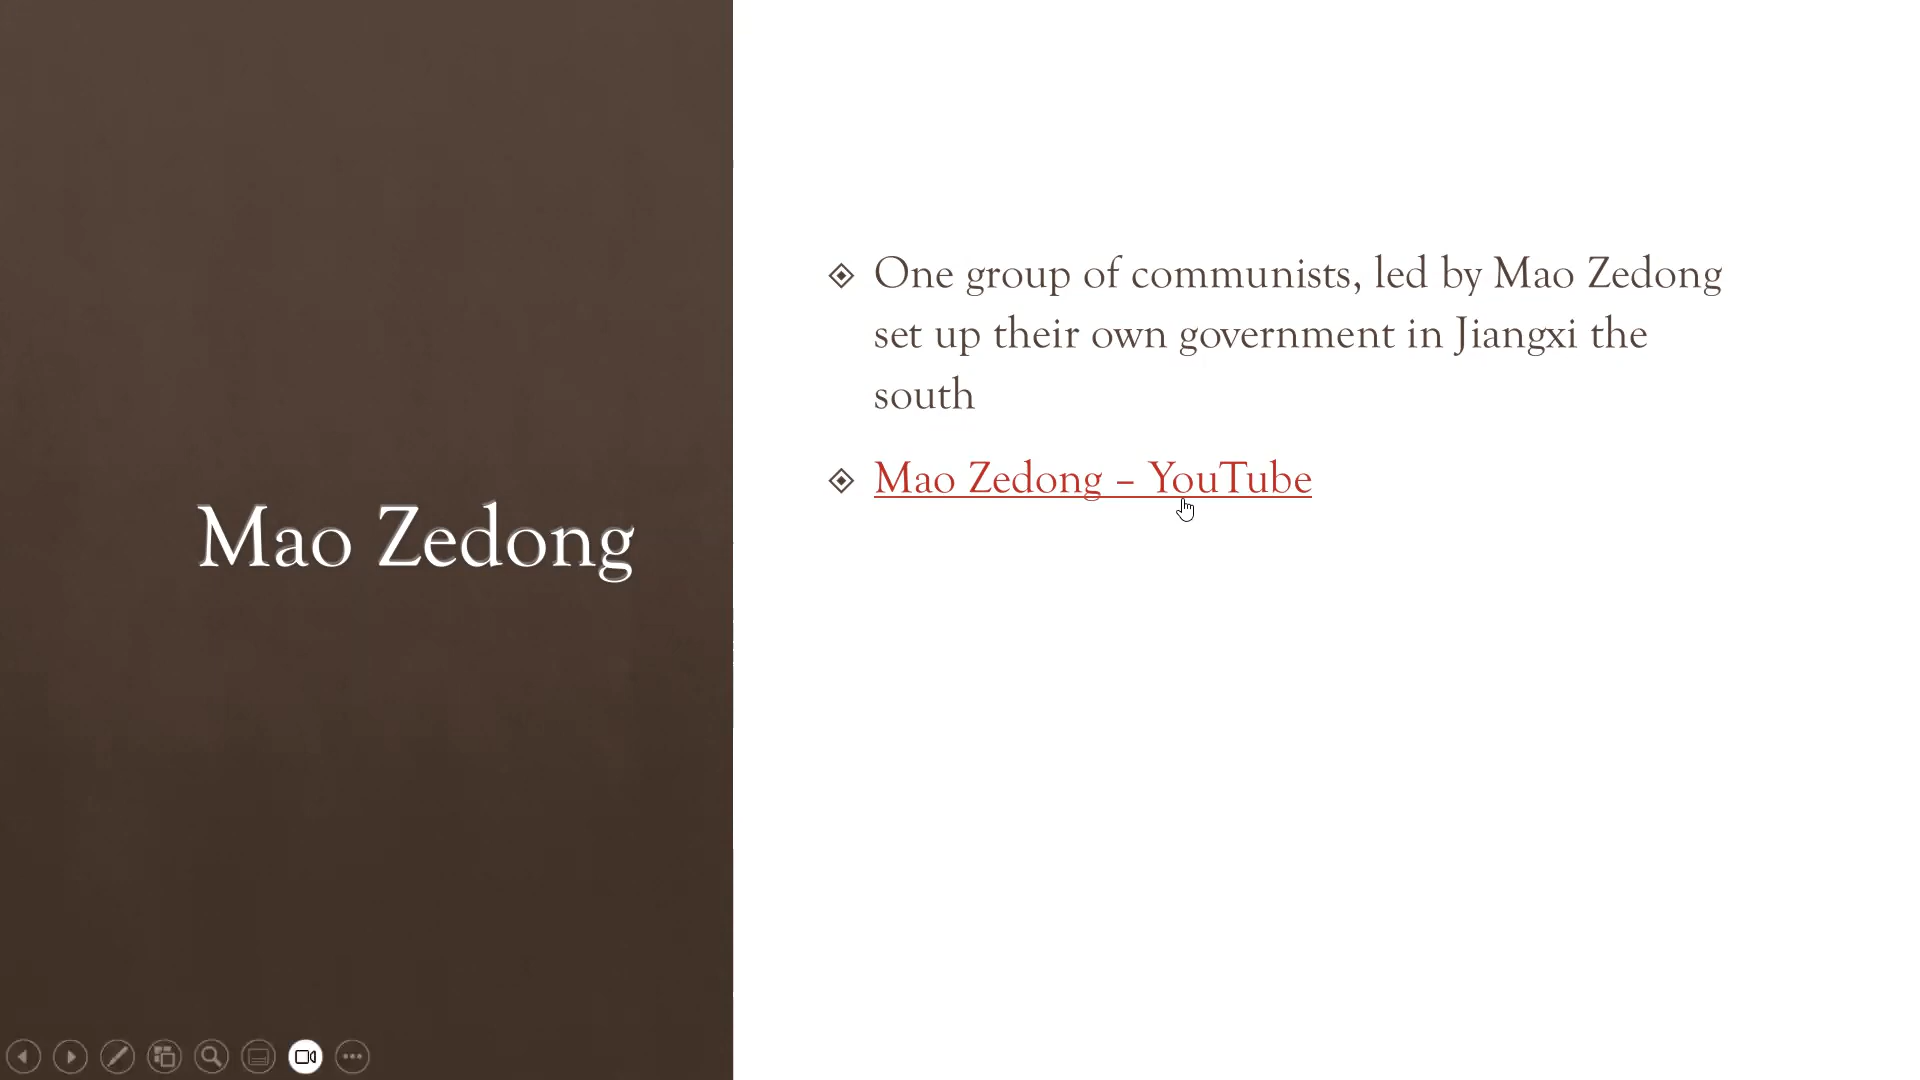 Mao Zedong
One group of communists, led by Mao Zedong
set up their own government in Jiangxi the
south
Mao Zedong – YouTube